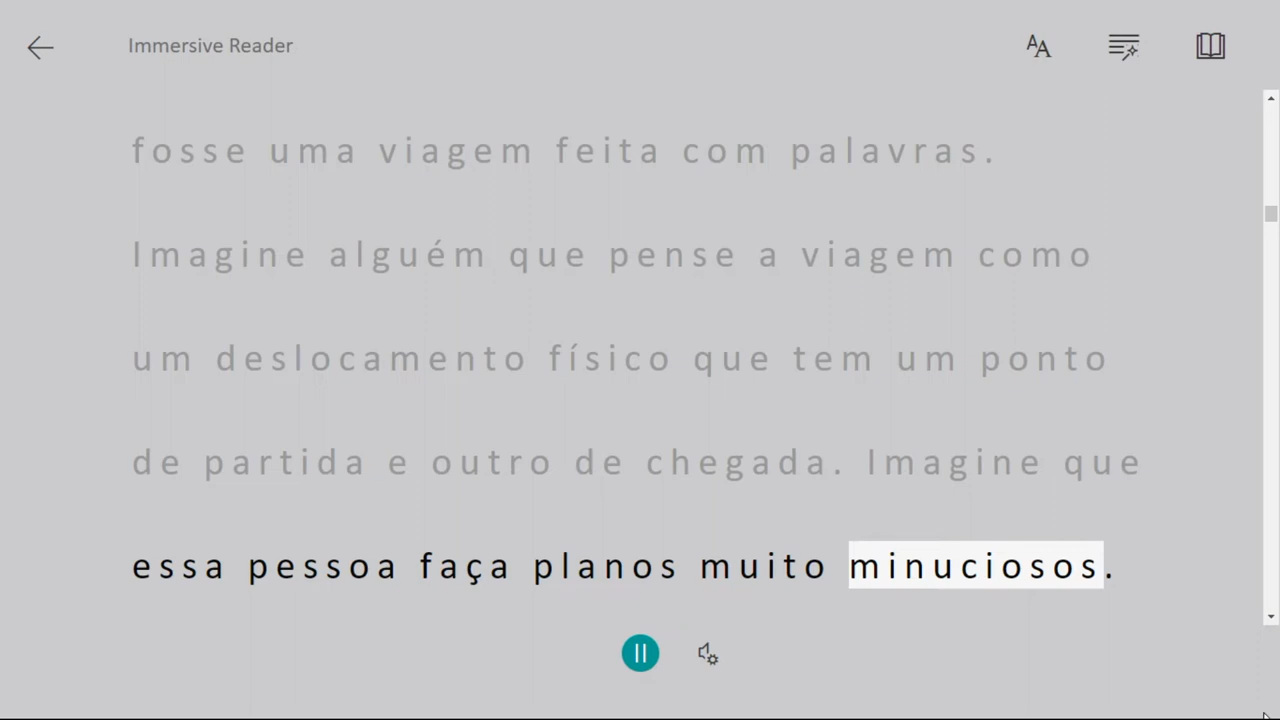 Immersive Reader
fosse uma viagem feita com palavras.
Imagine alguém que pense a viagem como
um deslocamento físico que tem um ponto
de partida e outro de chegada. Imagine que
essa pessoa faça planos muito minuciosos.